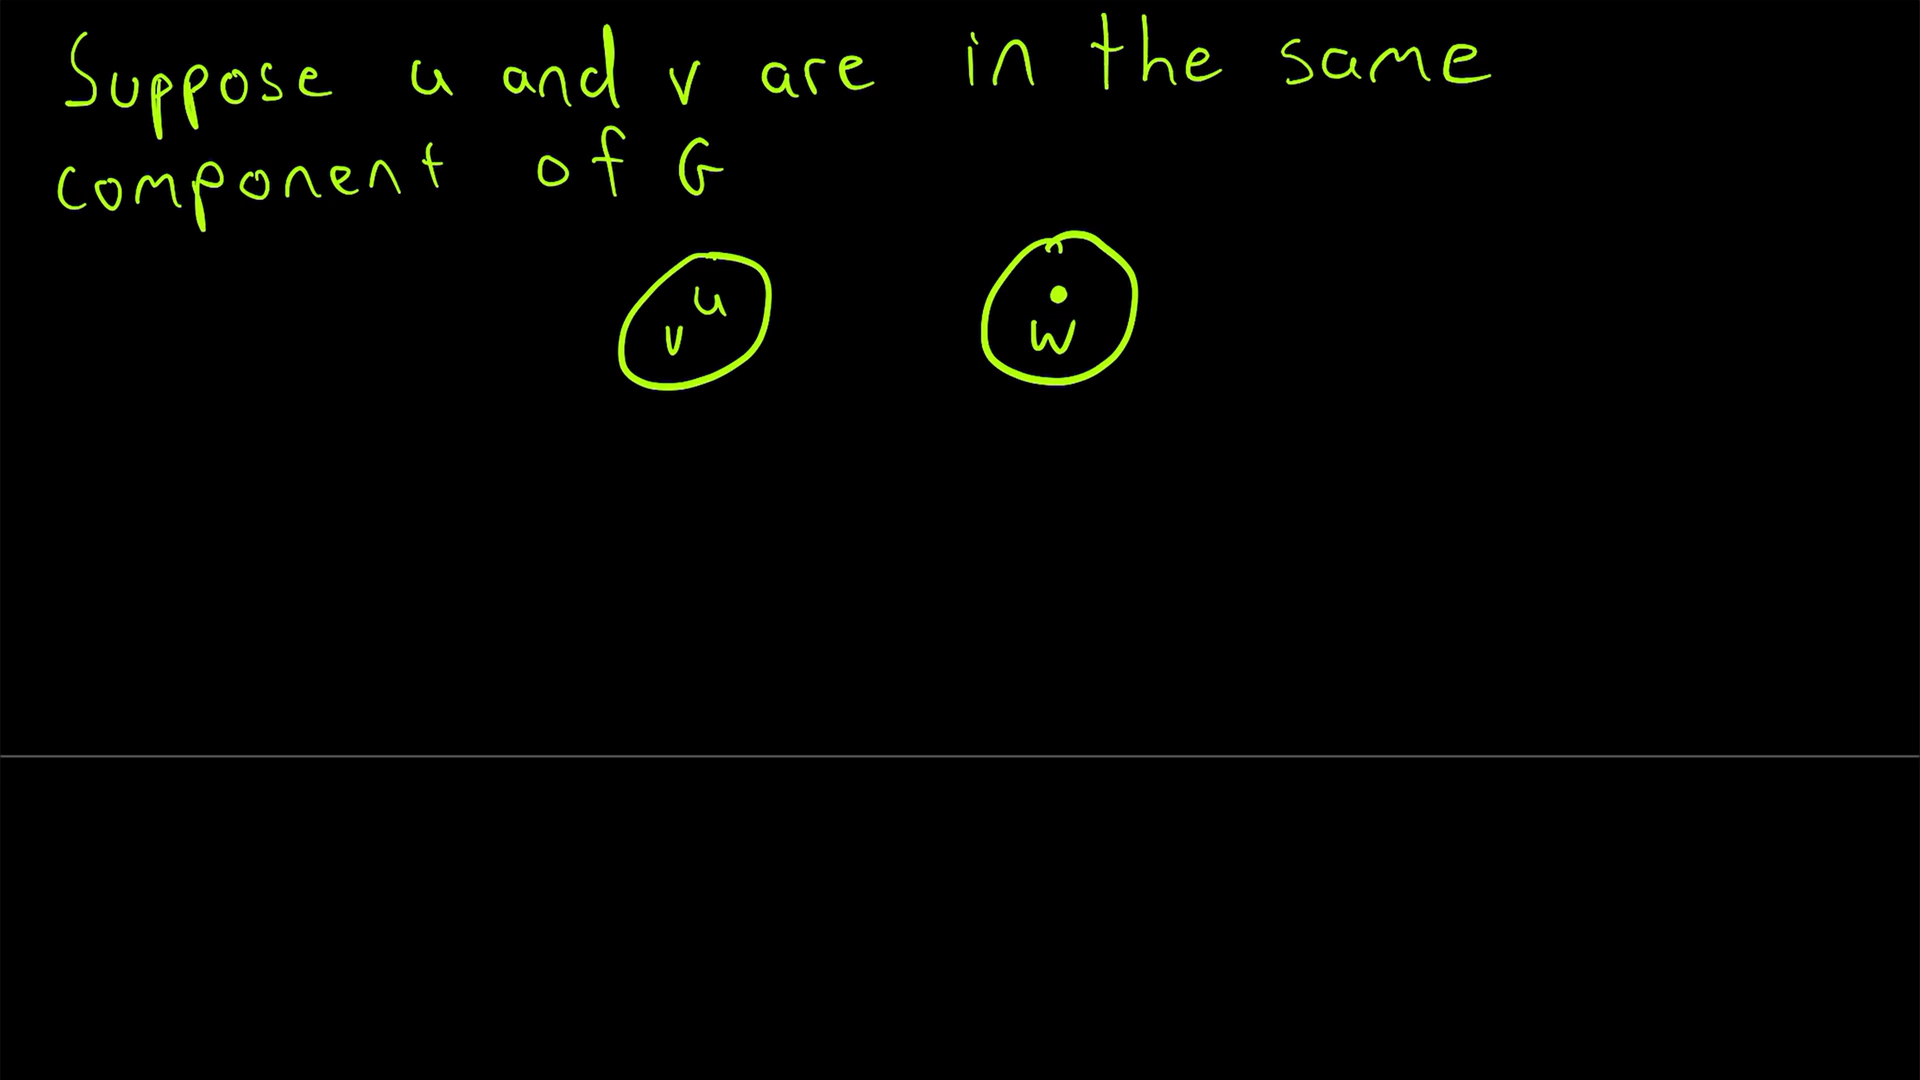 Suppose u and v are in the same
component of G
u
v
w